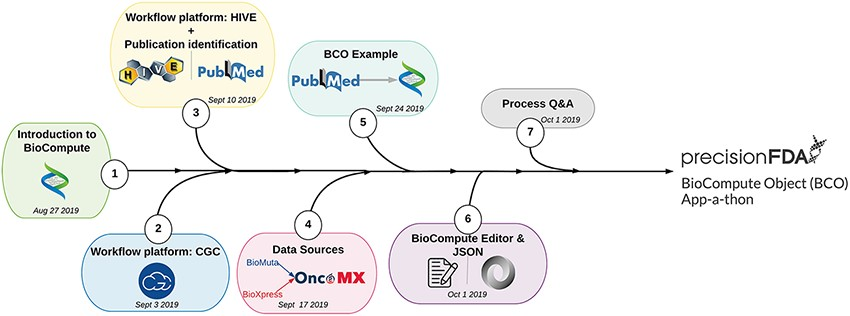 Introduction to
BioCompute
Aug 27 2019
1
2
Workflow platform: CGC
Sept 3 2019
Workflow platform: HIVE
+
Publication identification
HIVE
PubMed
Sept 10 2019
3
4
Data Sources
BioMuta
BioXpress
OncoMX
Sept 17 2019
BCO Example
PubMed
Sept 24 2019
5
6
BioCompute Editor &
JSON
Oct 1 2019
Process Q&A
Oct 1 2019
7
precisionFDA
BioCompute Object (BCO)
App-a-thon